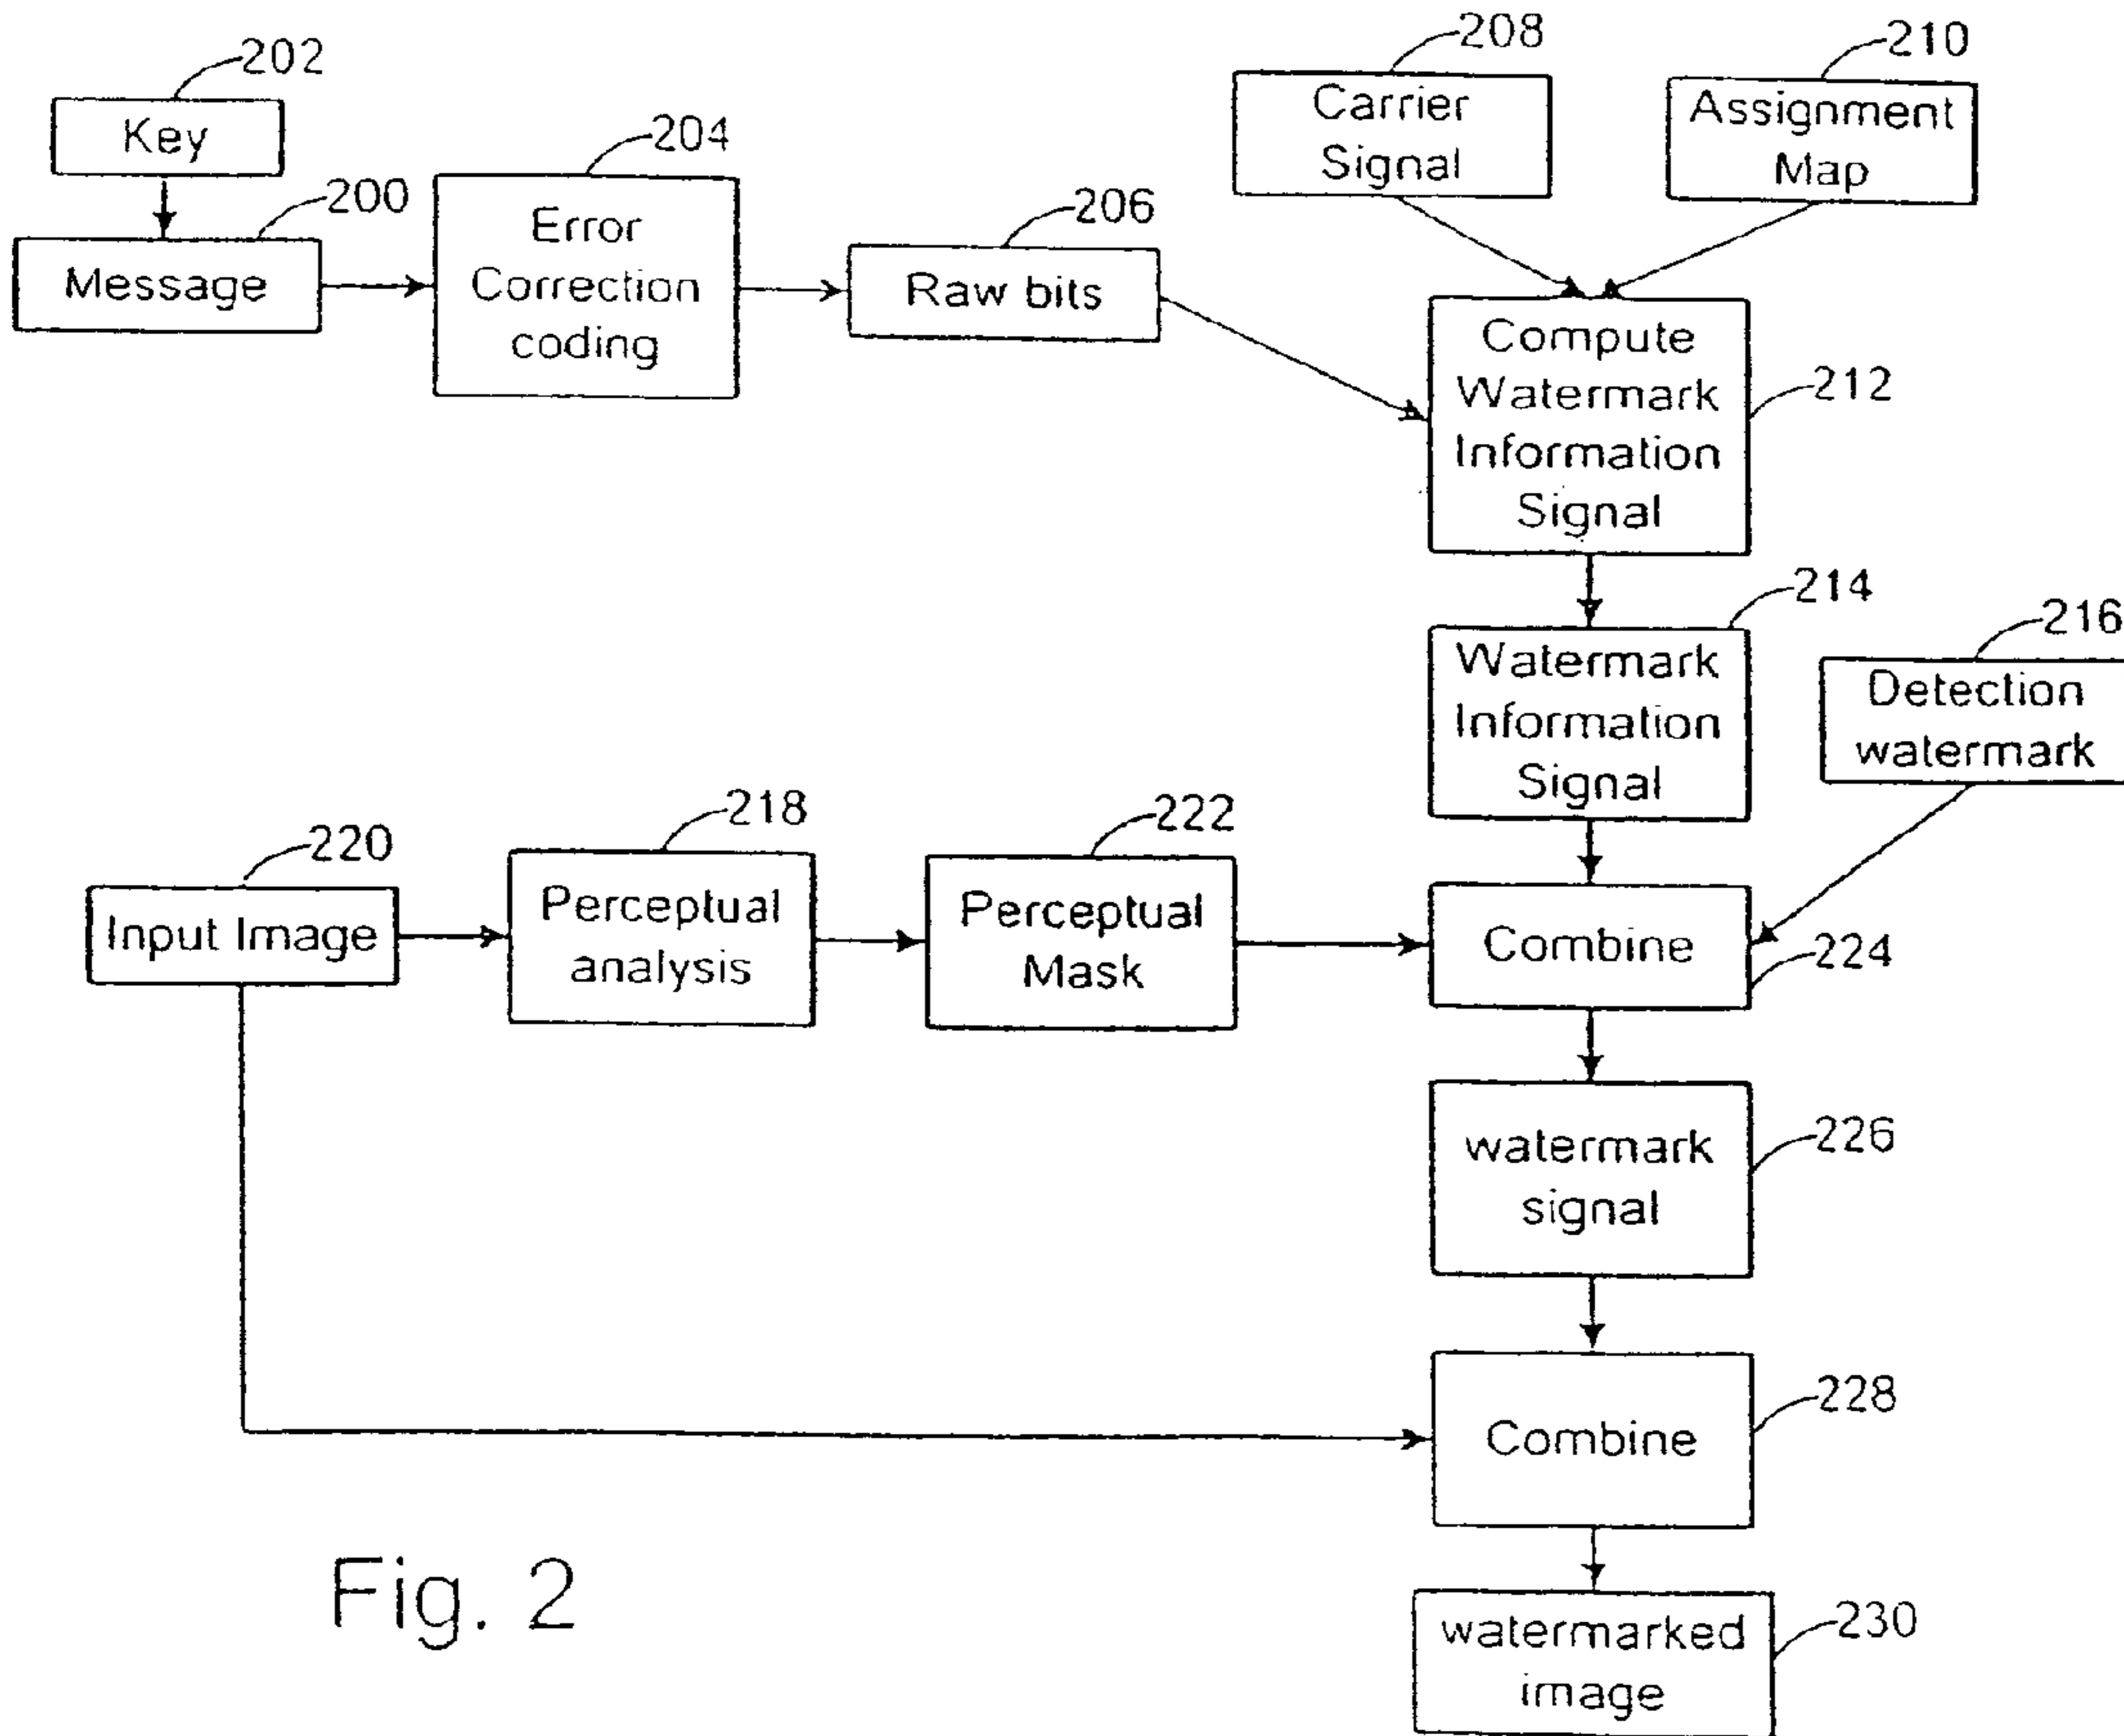 202
Key
200
Message
204
Error
Correction
coding
206
Raw bits
208
Carrier
Signal
210
Assignment
Map
Compute
Watermark
Information
Signal
212
214
Watermark
Information
Signal
216
Detection
watermark
220
Input Image
218
Perceptual
analysis
222
Perceptual
Mask
Combine
224
watermark
signal
226
Combine
228
watermarked
image
230
Fig. 2